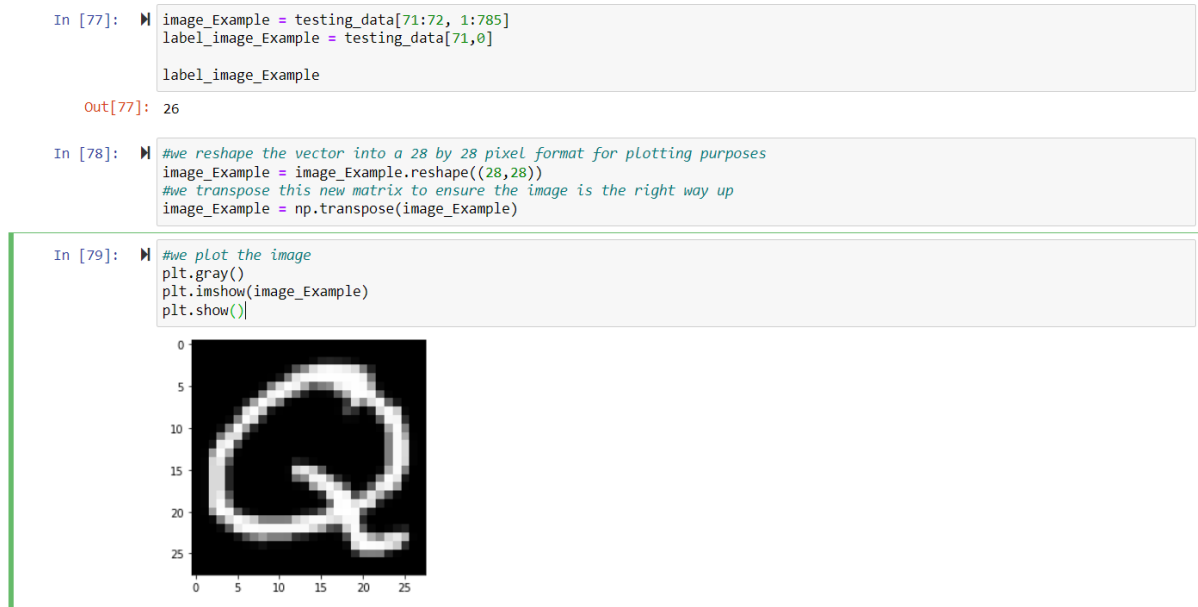 In [77]:
image_Example = testing_data[71:72, 1:785]
label_image_Example = testing_data[71,0]
label_image_Example
Out[77]: 26
In [78]:
#we reshape the vector into a 28 by 28 pixel format for plotting purposes
image_Example = image_Example.reshape((28,28))
#we transpose this new matrix to ensure the image is the right way up
image_Example = np.transpose(image_Example)
In [79]:
#we plot the image
plt.gray()
plt.imshow(image_Example)
plt.show()
0
5
10
15
20
25
Q
0 5 10 15 20 25